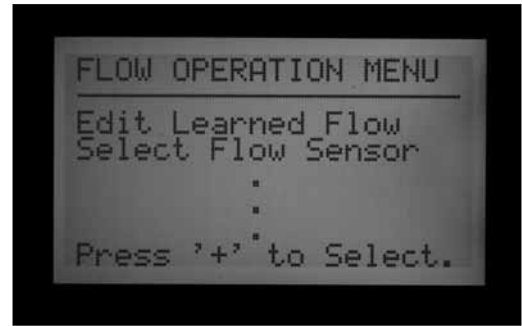 FLOW OPERATION MENU
Edit Learned Flow
Select Flow Sensor
.
.
.
Press '+' to Select.